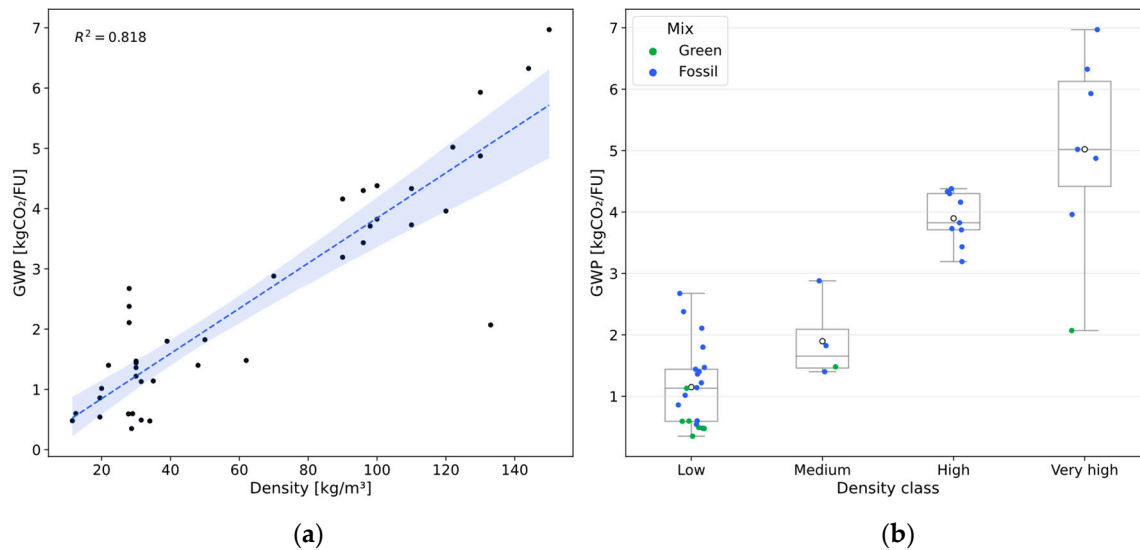 R² = 0.818
7
6
5
4
3
2
1
0
GWP [kgCO₂/FU]
20 40 60 80 100 120 140
Density [kg/m³]
(a)
Mix
Green
Fossil
7
6
5
4
3
2
1
GWP [kgCO₂/FU]
Low Medium High Very high
Density class
(b)